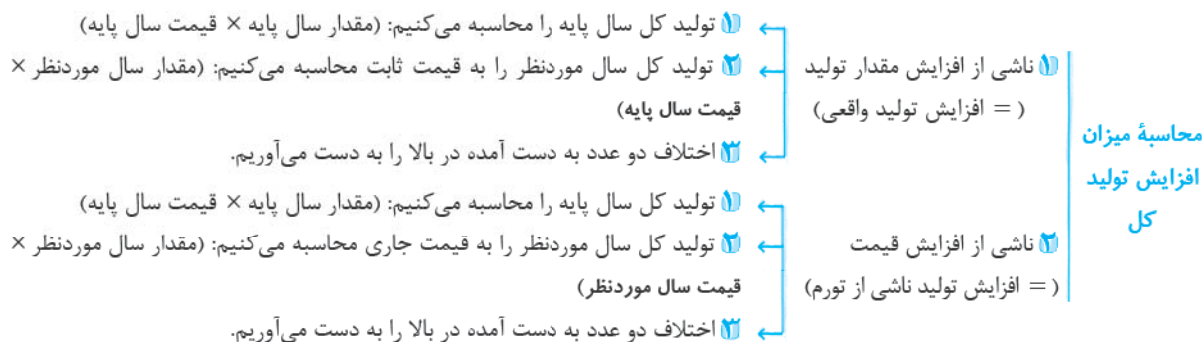 محاسبۀ میزان
افزایش تولید
کل
۱ ناشی از افزایش مقدار تولید
( = افزایش تولید واقعی)
۱ تولید کل سال پایه را محاسبه می‌کنیم: (مقدار سال پایه × قیمت سال پایه)
۲ تولید کل سال موردنظر را به قیمت ثابت محاسبه می‌کنیم: (مقدار سال موردنظر ×
قیمت سال پایه)
۳ اختلاف دو عدد به دست آمده در بالا را به دست می‌آوریم.
۲ ناشی از افزایش قیمت
( = افزایش تولید ناشی از تورم)
۱ تولید کل سال پایه را محاسبه می‌کنیم: (مقدار سال پایه × قیمت سال پایه)
۲ تولید کل سال موردنظر را به قیمت جاری محاسبه می‌کنیم: (مقدار سال موردنظر ×
قیمت سال موردنظر)
۳ اختلاف دو عدد به دست آمده در بالا را به دست می‌آوریم.